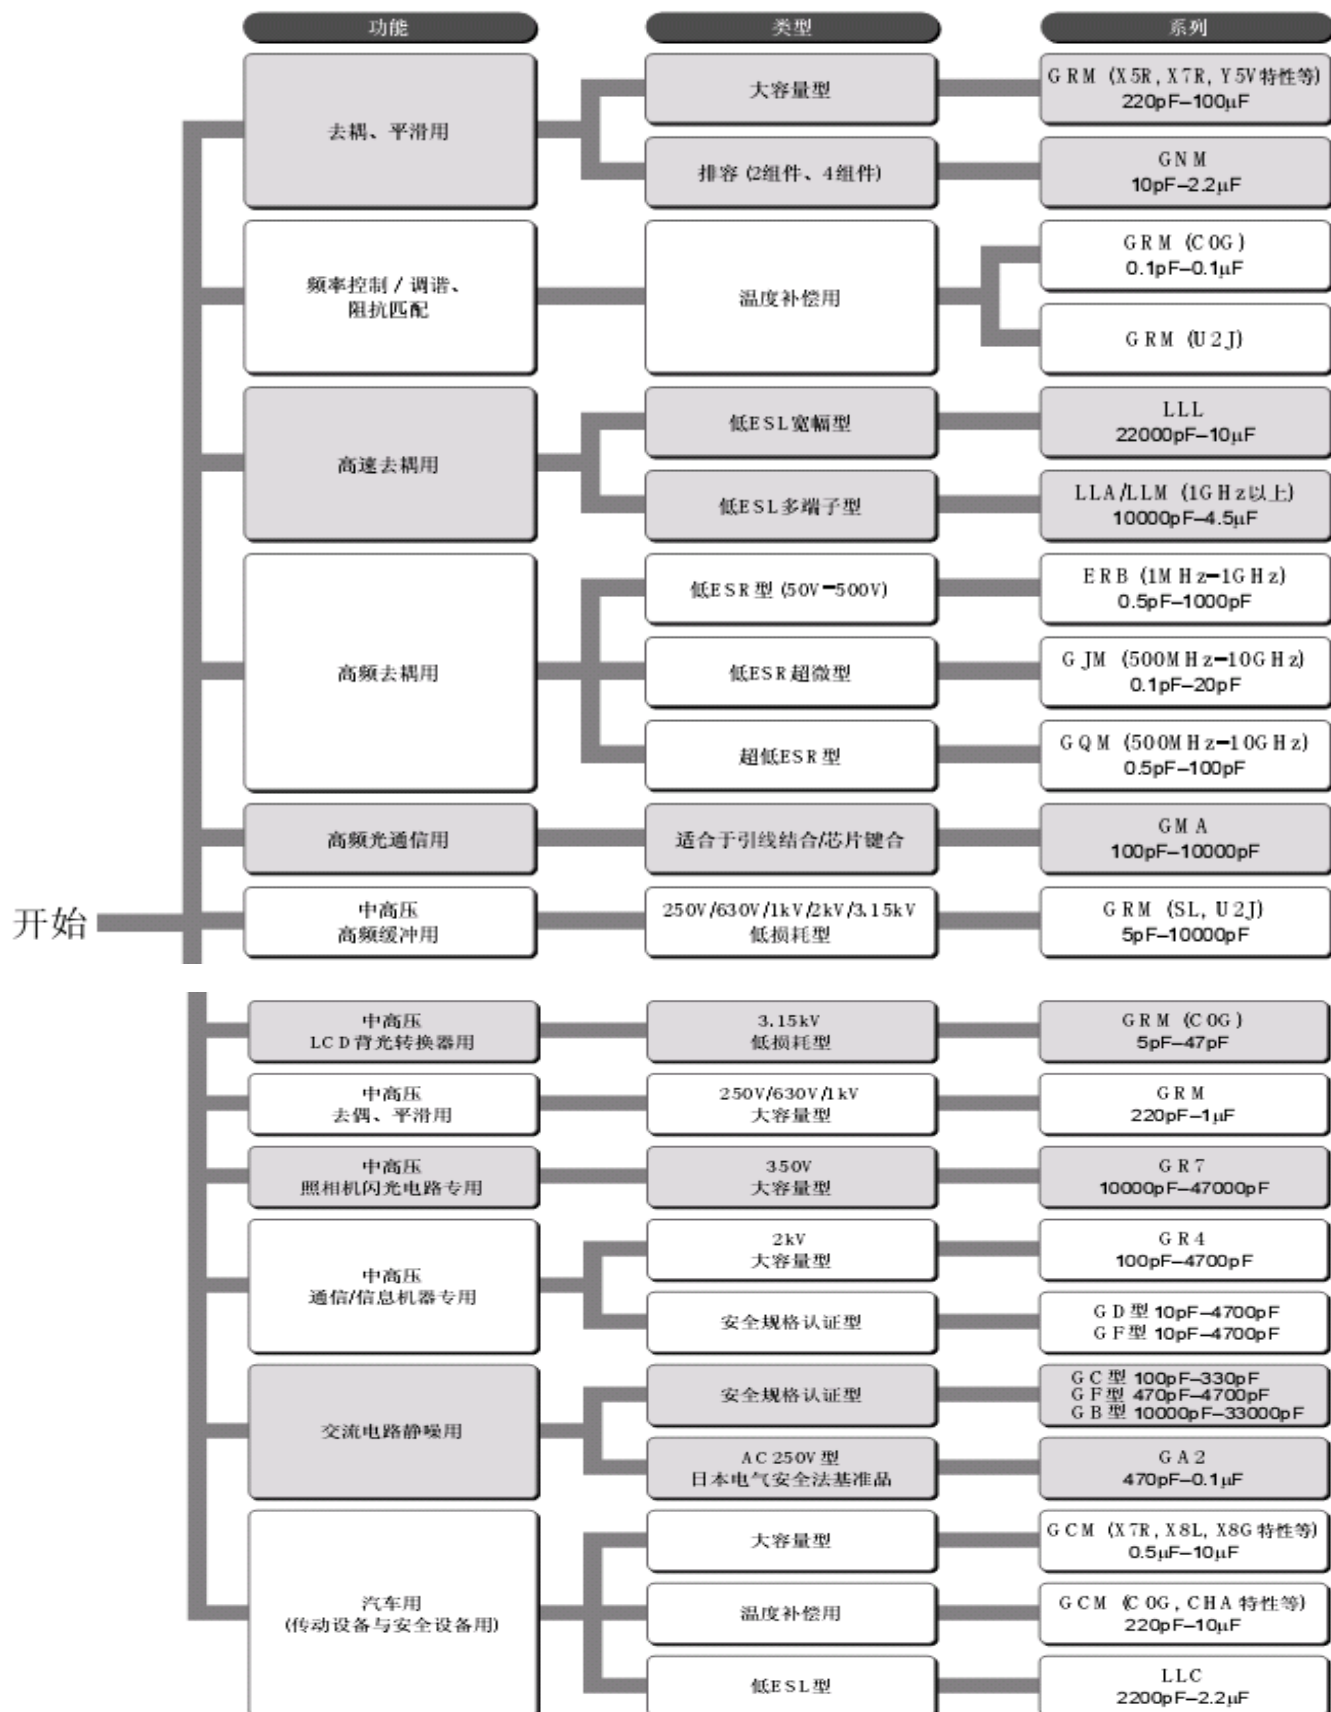 功能
类型
系列
去耦、平滑用
大容量型
GRM (X5R, X7R, Y5V特性等)
220pF–100μF
排容 (2组件、4组件)
GNM
10pF–2.2μF
频率控制 / 调谐、
阻抗匹配
温度补偿用
GRM (C0G)
0.1pF–0.1μF
GRM (U2J)
高速去耦用
低ESL宽幅型
LLL
22000pF–10μF
低ESL多端子型
LLA/LLM (1GHz以上)
10000pF–4.5μF
高频去耦用
低ESR型 (50V–500V)
ERB (1MHz–1GHz)
0.5pF–1000pF
低ESR超微型
GJM (500MHz–10GHz)
0.1pF–20pF
超低ESR型
GQM (500MHz–10GHz)
0.5pF–100pF
高频光通信用
适合于引线结合/芯片键合
GMA
100pF–10000pF
开始
中高压
高频缓冲用
250V/630V/1kV/2kV/3.15kV
低损耗型
GRM (SL, U2J)
5pF–10000pF
中高压
LCD背光转换器用
3.15kV
低损耗型
GRM (C0G)
5pF–47pF
中高压
去偶、平滑用
250V/630V/1kV
大容量型
GRM
220pF–1μF
中高压
照相机闪光电路专用
350V
大容量型
GR7
10000pF–47000pF
中高压
通信/信息机器专用
2kV
大容量型
GR4
100pF–4700pF
安全规格认证型
GD型 10pF–4700pF
GF型 10pF–4700pF
交流电路静噪用
安全规格认证型
GC型 100pF–330pF
GF型 470pF–4700pF
GB型 10000pF–33000pF
AC250V型
日本电气安全法基准品
GA2
470pF–0.1μF
汽车用
(传动设备与安全设备用)
大容量型
GCM (X7R, X8L, X8G特性等)
0.5μF–10μF
温度补偿用
GCM (C0G, CHA特性等)
220pF–10μF
低ESL型
LLC
2200pF–2.2μF